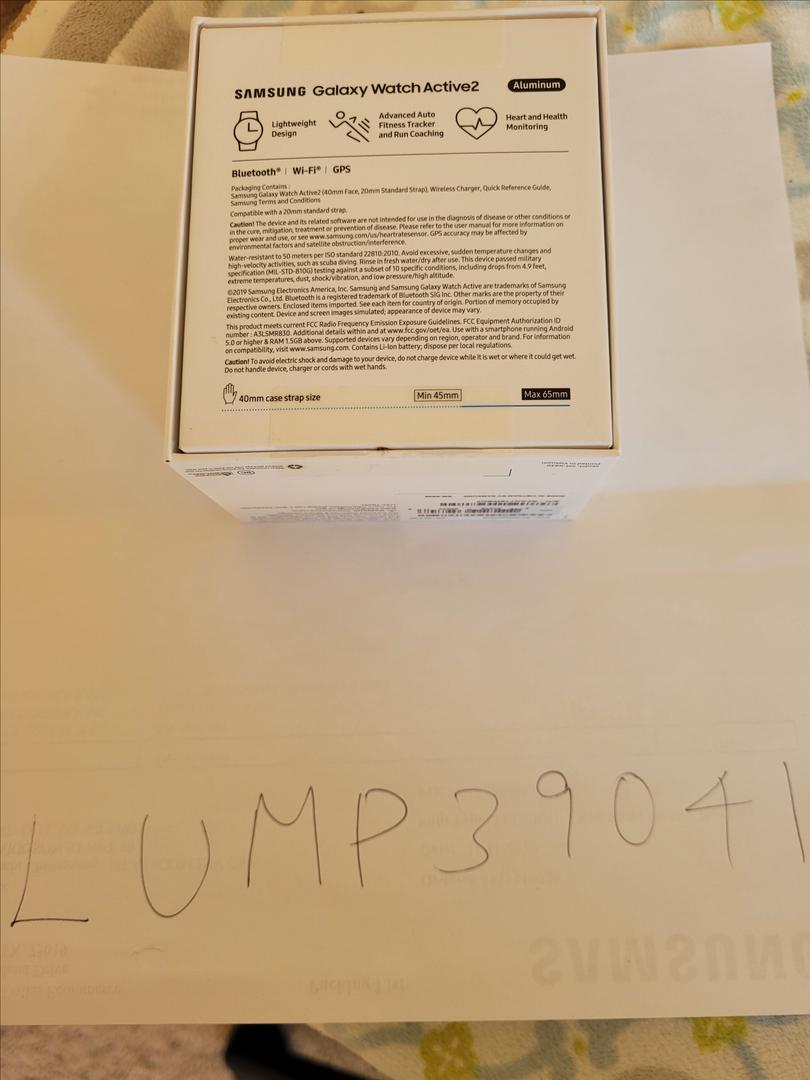 SAMSUNG Galaxy Watch Active2 Aluminum
Lightweight
Design
Advanced Auto
Fitness Tracker
and Run Coaching
Heart and Health
Monitoring
Bluetooth® | Wi-Fi® | GPS
Packaging Contains :
Samsung Galaxy Watch Active2 (40mm Face, 20mm Standard Strap), Wireless Charger, Quick Reference Guide,
Samsung Terms and Conditions
Compatible with a 20mm standard strap.
Caution! The device and its related software are not intended for use in the diagnosis of disease or other conditions or
in the cure, mitigation, treatment or prevention of disease. Please refer to the user manual for more information on
proper wear and use, or see www.samsung.com/us/heartratesensor. GPS accuracy may be affected by
environmental factors and satellite obstruction/interference.
Water-resistant to 50 meters per ISO standard 22810:2010. Avoid excessive, sudden temperature changes and
high-velocity activities, such as scuba diving. Rinse in fresh water/dry after use. This device passed military
specification (MIL-STD-810G) testing against a subset of 10 specific conditions, including drops from 4.9 feet,
extreme temperatures, dust, shock/vibration, and low pressure/high altitude.
©2019 Samsung Electronics America, Inc. Samsung and Samsung Galaxy Watch Active are trademarks of Samsung
Electronics Co., Ltd. Bluetooth is a registered trademark of Bluetooth SIG Inc. Other marks are the property of their
respective owners. Enclosed items imported. See each item for country of origin. Portion of memory occupied by
existing content. Device and screen images simulated; appearance of device may vary.
This product meets current FCC Radio Frequency Emission Exposure Guidelines. FCC Equipment Authorization ID
number : A3LSMR830. Additional details within and at www.fcc.gov/oet/ea. Use with a smartphone running Android
5.0 or higher & RAM 1.5GB above. Supported devices vary depending on region, operator and brand. For information
on compatibility, visit www.samsung.com. Contains Li-Ion battery; dispose per local regulations.
Caution! To avoid electric shock and damage to your device, do not charge device while it is wet or where it could get wet.
Do not handle device, charger or cords with wet hands.
40mm case strap size Min 45mm Max 65mm
LUMP39041
SAMSUNG
Packing List